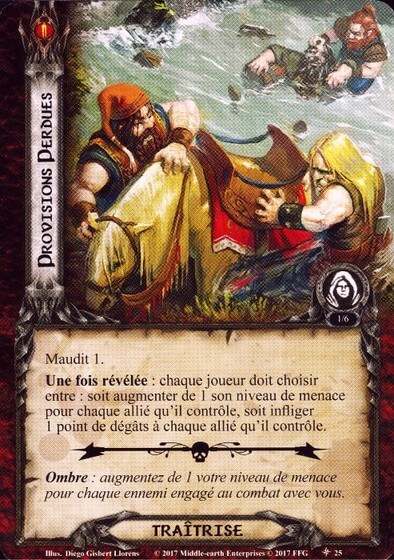 PROVISIONS PERDUES
1/6
Maudit 1.
Une fois révélée : chaque joueur doit choisir
entre : soit augmenter de 1 son niveau de menace
pour chaque allié qu'il contrôle, soit infliger
1 point de dégâts à chaque allié qu'il contrôle.
Ombre : augmentez de 1 votre niveau de menace
pour chaque ennemi engagé au combat avec vous.
TRAÎTRISE
Illus. Diego Gisbert Llorens © 2017 Middle-earth Enterprises © 2017 FFG 25